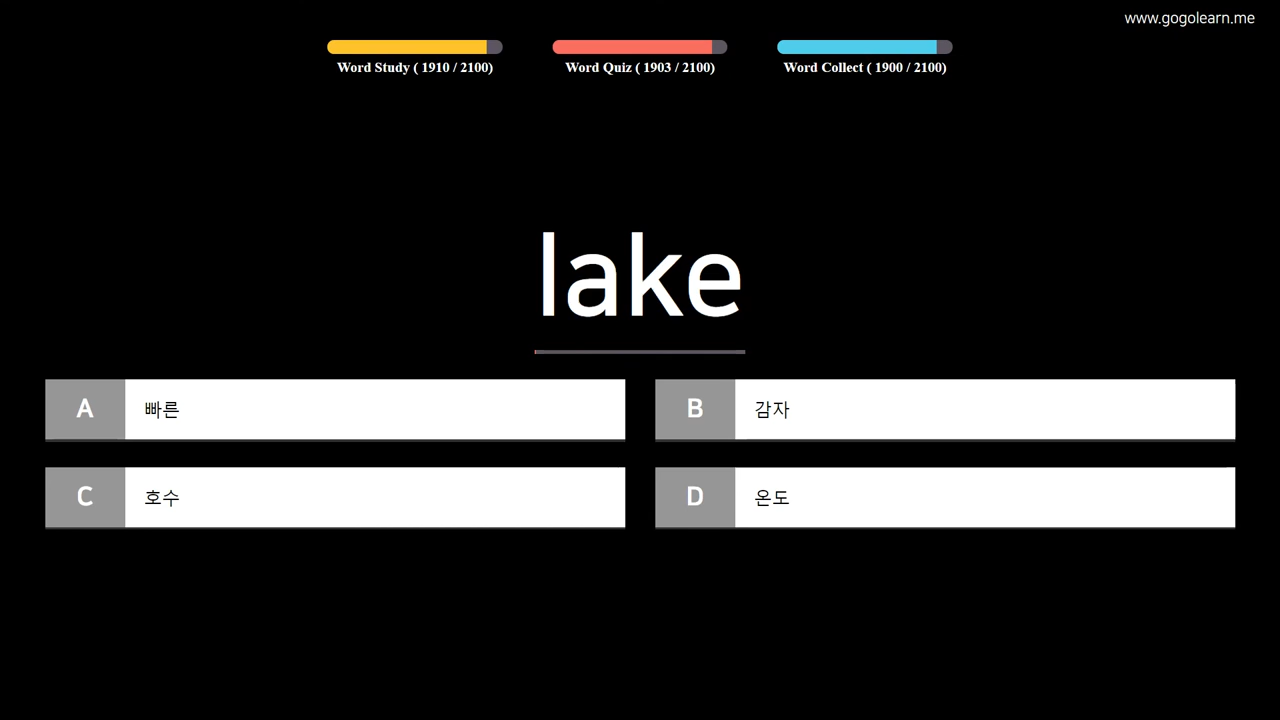 www.gogolearn.me
Word Study ( 1910 / 2100)
Word Quiz ( 1903 / 2100)
Word Collect ( 1900 / 2100)
lake
A 빠른
B 감자
C 호수
D 온도